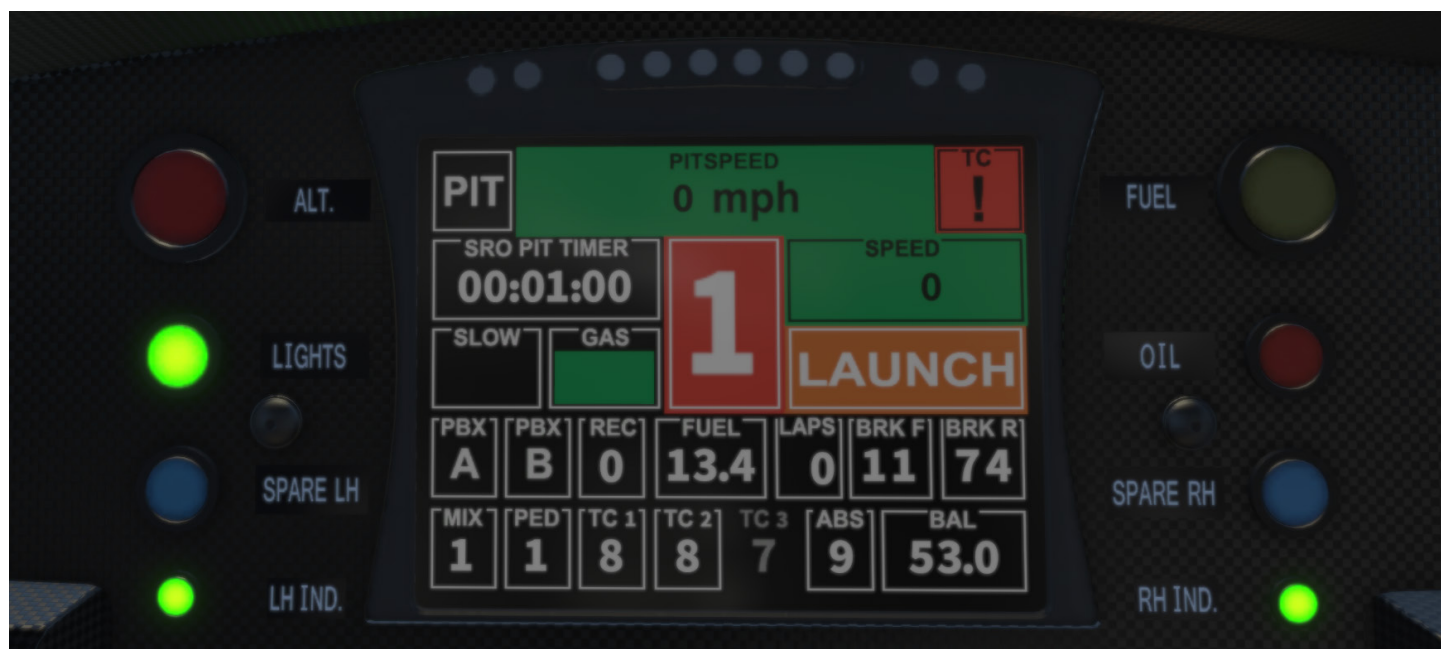 PITSPEED
TC
PIT
0 mph
!
ALT.
FUEL
SRO PIT TIMER
SPEED
00:01:00
1
0
SLOW
GAS
LAUNCH
LIGHTS
OIL
PBX
PBX
REC
FUEL
LAPS
BRK F
BRK R
A
B
0
13.4
0
11
74
SPARE LH
SPARE RH
MIX
PED
TC 1
TC 2
TC 3
ABS
BAL
1
1
8
8
7
9
53.0
LH IND.
RH IND.